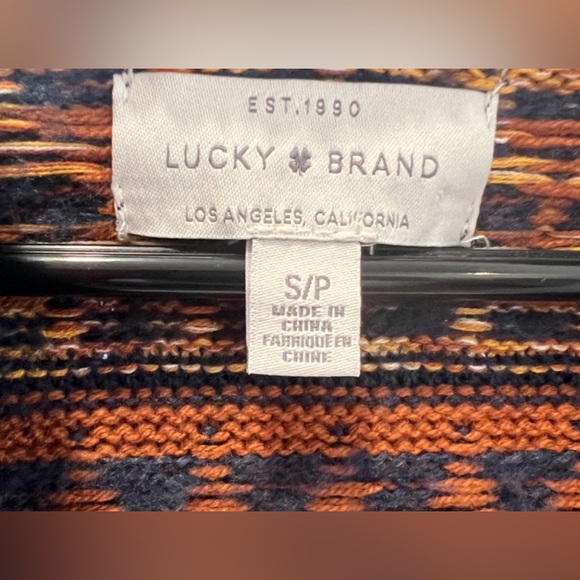 EST.1990
LUCKY BRAND
LOS ANGELES, CALIFORNIA
S/P
MADE IN
CHINA
FABRIQUE EN
CHINE